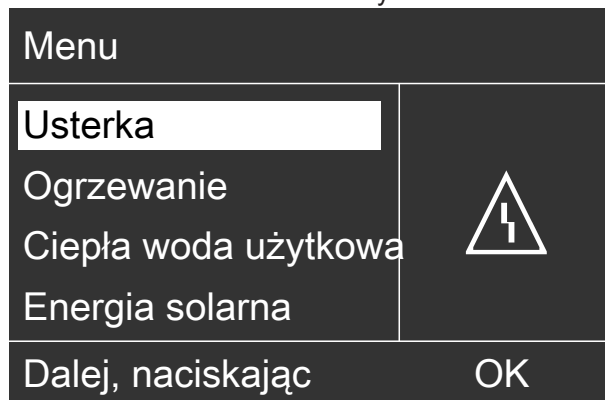 Menu
Usterka
Ogrzewanie
Ciepła woda użytkowa
Energia solarna
Dalej, naciskając OK